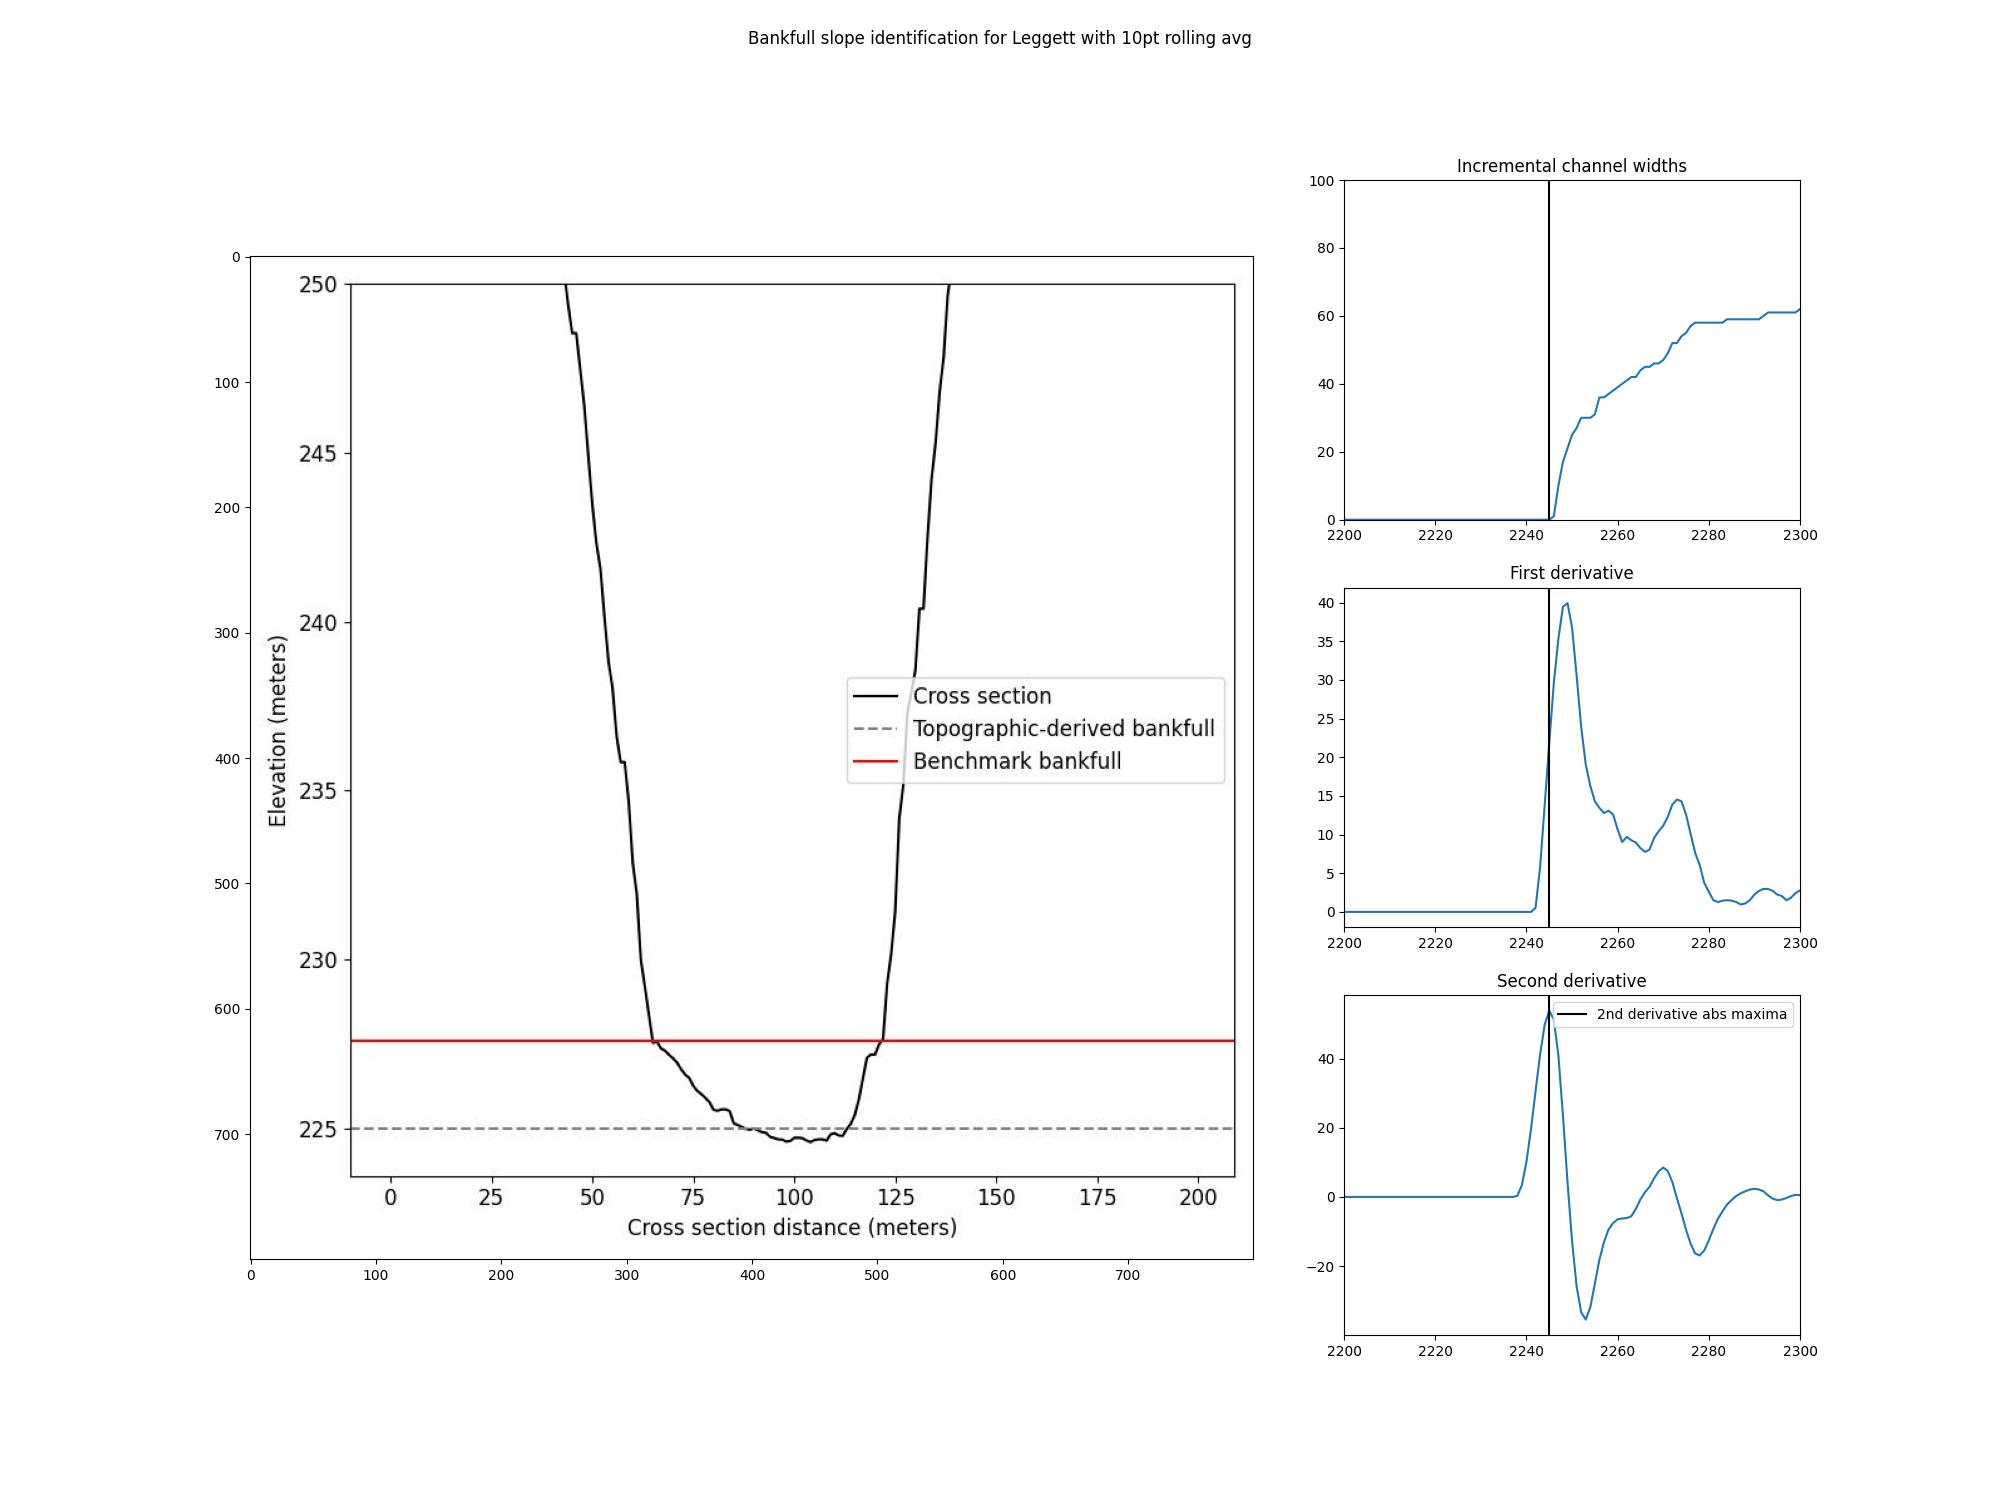 Bankfull slope identification for Leggett with 10pt rolling avg
0
100
200
300
400
500
600
700
0 100 200 300 400 500 600 700
Elevation (meters)
250
245
240
235
230
225
Cross section
Topographic-derived bankfull
Benchmark bankfull
0 25 50 75 100 125 150 175 200
Cross section distance (meters)
Incremental channel widths
100
80
60
40
20
0
2200 2220 2240 2260 2280 2300
First derivative
40
35
30
25
20
15
10
5
0
2200 2220 2240 2260 2280 2300
Second derivative
2nd derivative abs maxima
40
20
0
−20
2200 2220 2240 2260 2280 2300